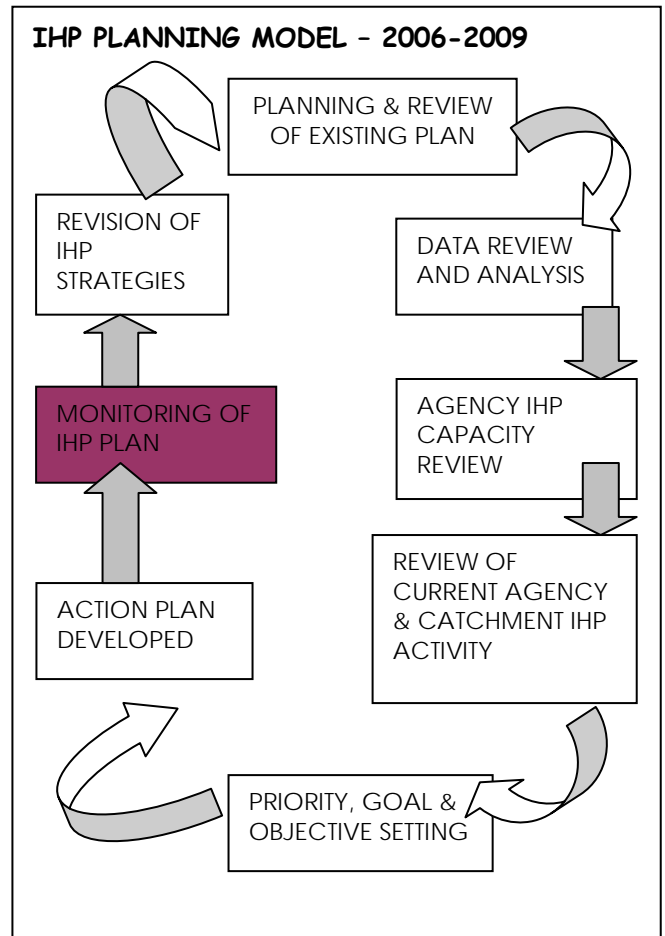 IHP PLANNING MODEL – 2006-2009
PLANNING & REVIEW
OF EXISTING PLAN
DATA REVIEW
AND ANALYSIS
AGENCY IHP
CAPACITY
REVIEW
REVIEW OF
CURRENT AGENCY
& CATCHMENT IHP
ACTIVITY
PRIORITY, GOAL &
OBJECTIVE SETTING
ACTION PLAN
DEVELOPED
MONITORING OF
IHP PLAN
REVISION OF
IHP
STRATEGIES